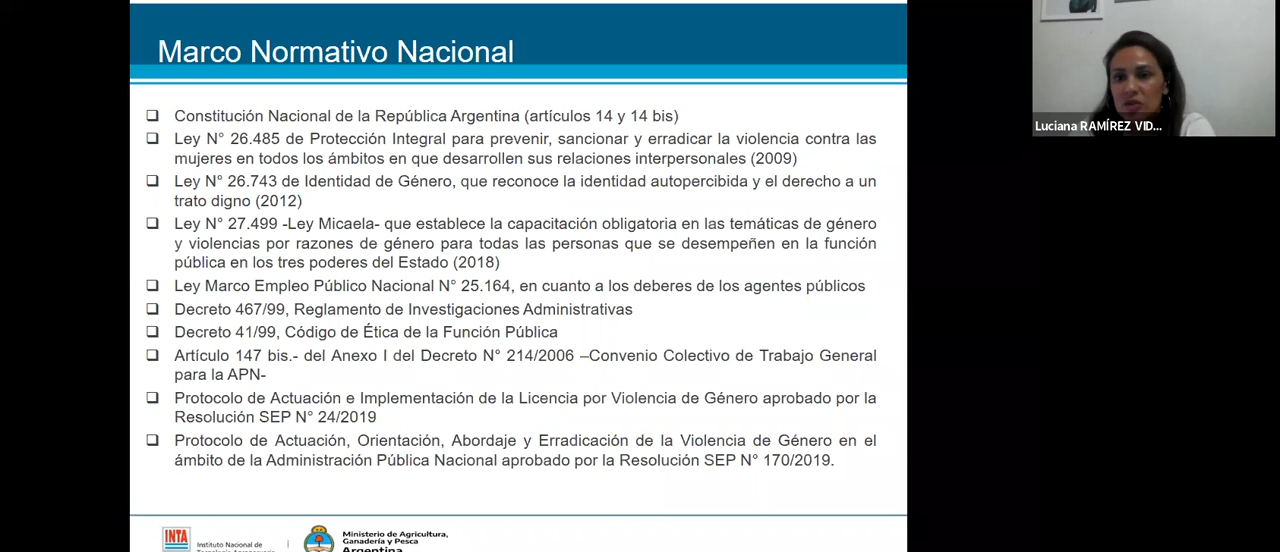 Marco Normativo Nacional
❑ Constitución Nacional de la República Argentina (artículos 14 y 14 bis)
❑ Ley N° 26.485 de Protección Integral para prevenir, sancionar y erradicar la violencia contra las
mujeres en todos los ámbitos en que desarrollen sus relaciones interpersonales (2009)
❑ Ley N° 26.743 de Identidad de Género, que reconoce la identidad autopercibida y el derecho a un
trato digno (2012)
❑ Ley N° 27.499 -Ley Micaela- que establece la capacitación obligatoria en las temáticas de género
y violencias por razones de género para todas las personas que se desempeñen en la función
pública en los tres poderes del Estado (2018)
❑ Ley Marco Empleo Público Nacional N° 25.164, en cuanto a los deberes de los agentes públicos
❑ Decreto 467/99, Reglamento de Investigaciones Administrativas
❑ Decreto 41/99, Código de Ética de la Función Pública
❑ Artículo 147 bis.- del Anexo I del Decreto N° 214/2006 –Convenio Colectivo de Trabajo General
para la APN-
❑ Protocolo de Actuación e Implementación de la Licencia por Violencia de Género aprobado por la
Resolución SEP N° 24/2019
❑ Protocolo de Actuación, Orientación, Abordaje y Erradicación de la Violencia de Género en el
ámbito de la Administración Pública Nacional aprobado por la Resolución SEP N° 170/2019.
Luciana RAMÍREZ VID...
INTA
Instituto Nacional de
Ministerio de Agricultura,
Ganadería y Pesca
Argentina